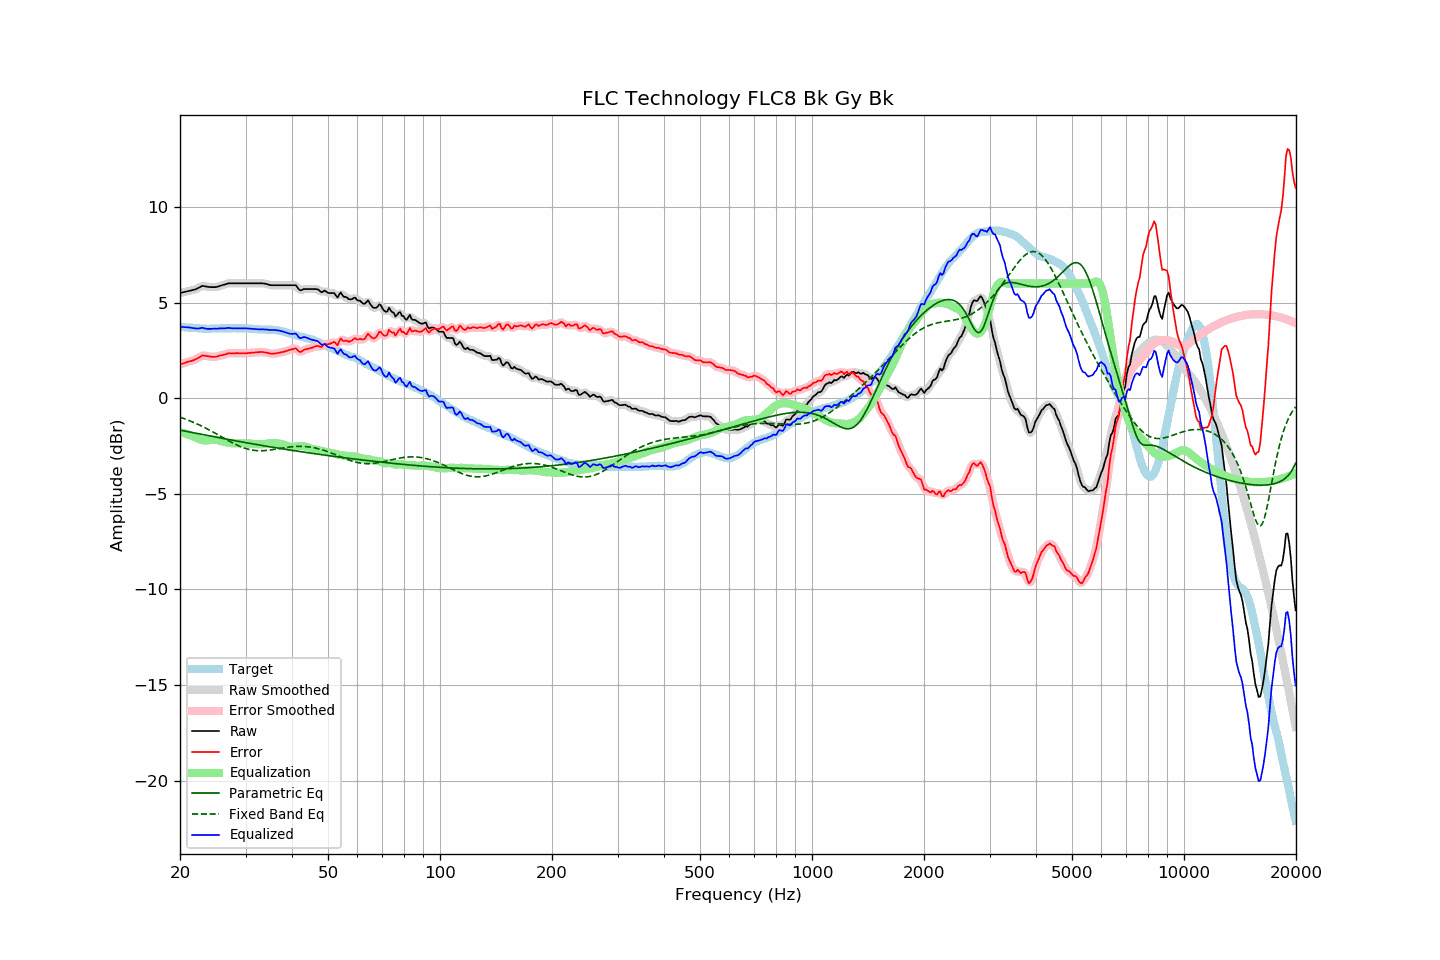 FLC Technology FLC8 Bk Gy Bk
Amplitude (dBr)
10
5
0
−5
−10
−15
−20
Target
Raw Smoothed
Error Smoothed
Raw
Error
Equalization
Parametric Eq
Fixed Band Eq
Equalized
20 50 100 200 500 1000 2000 5000 10000 20000
Frequency (Hz)